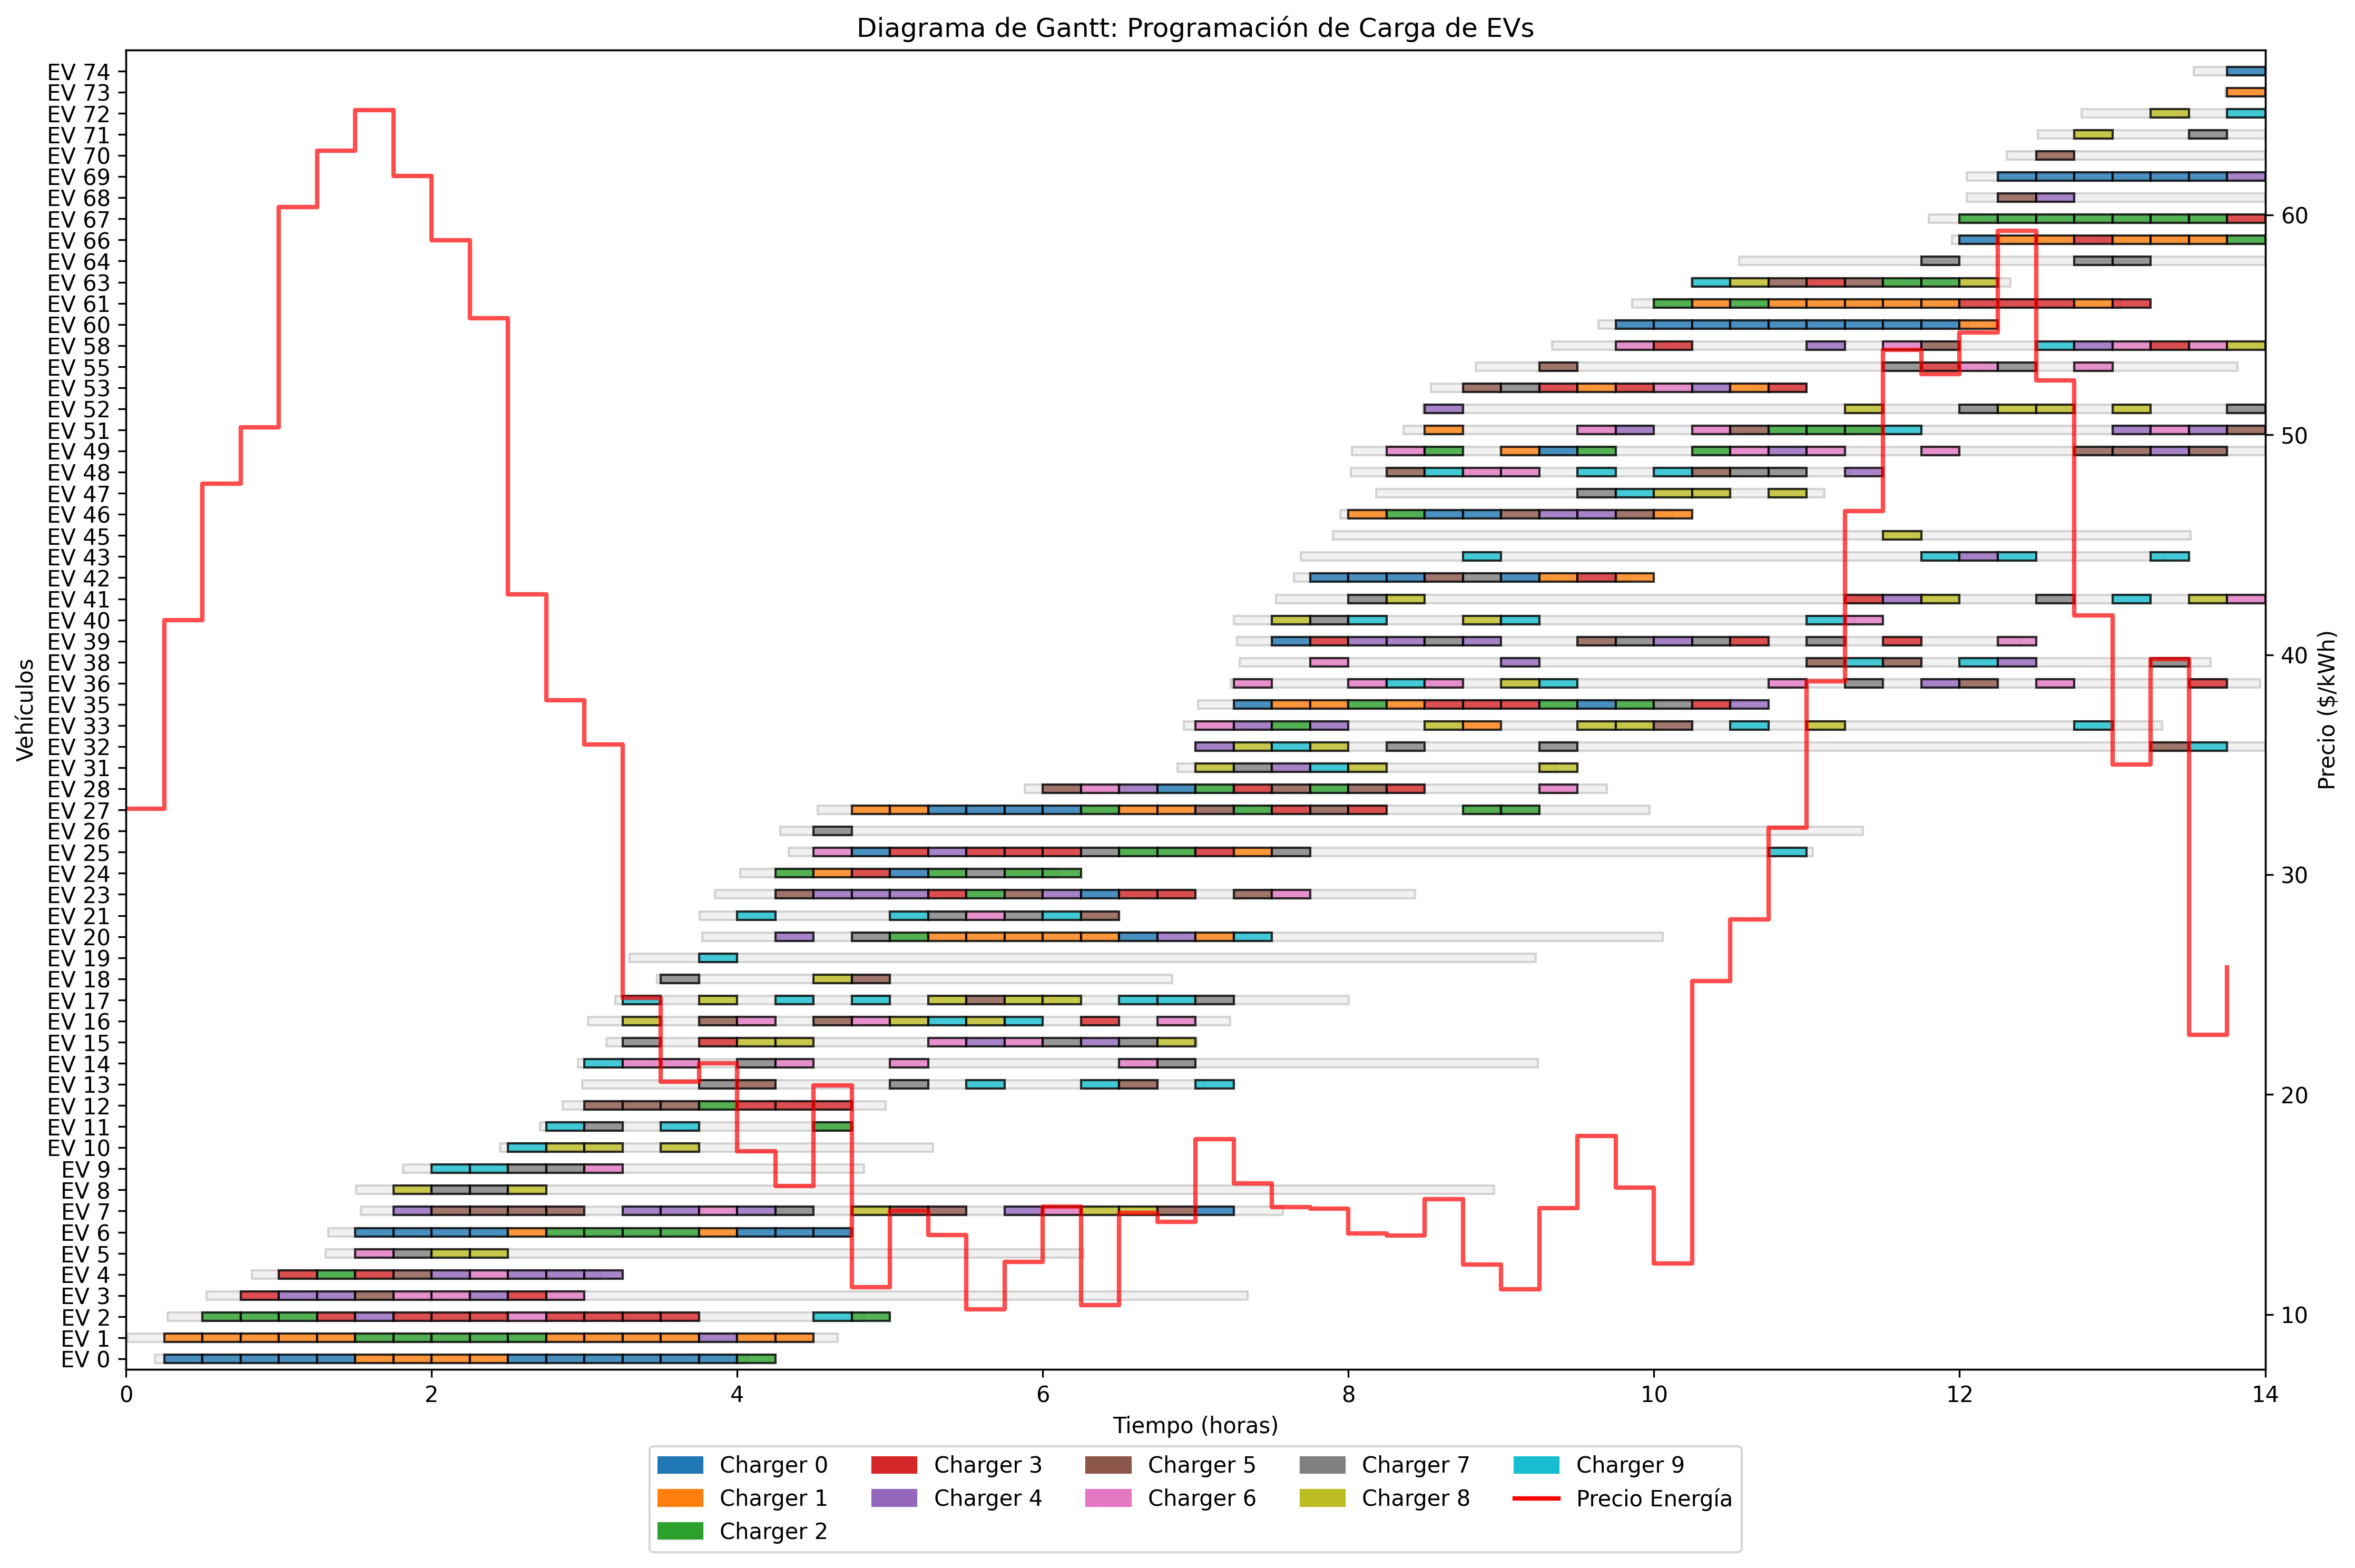 Diagrama de Gantt: Programación de Carga de EVs
EV 74
EV 73
EV 72
EV 71
EV 70
EV 69
EV 68
EV 67
EV 66
EV 64
EV 63
EV 61
EV 60
EV 58
EV 55
EV 53
EV 52
EV 51
EV 49
EV 48
EV 47
EV 46
EV 45
EV 43
EV 42
EV 41
EV 40
EV 39
EV 38
EV 36
EV 35
EV 33
EV 32
EV 31
EV 28
EV 27
EV 26
EV 25
EV 24
EV 23
EV 21
EV 20
EV 19
EV 18
EV 17
EV 16
EV 15
EV 14
EV 13
EV 12
EV 11
EV 10
EV 9
EV 8
EV 7
EV 6
EV 5
EV 4
EV 3
EV 2
EV 1
EV 0
Vehículos
60
50
40
30
20
10
Precio ($/kWh)
0 2 4 6 8 10 12 14
Tiempo (horas)
Charger 0 Charger 3 Charger 5 Charger 7 Charger 9
Charger 1 Charger 4 Charger 6 Charger 8 Precio Energía
Charger 2